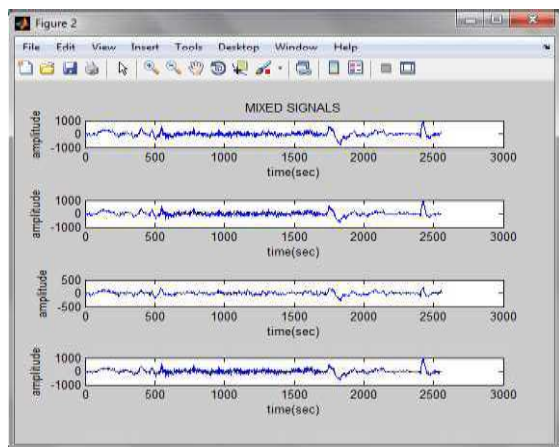 Figure 2
File Edit View Insert Tools Desktop Window Help
MIXED SIGNALS
amplitude
1000
0
-1000
0 500 1000 1500 2000 2500 3000
time(sec)
amplitude
1000
0
-1000
0 500 1000 1500 2000 2500 3000
time(sec)
amplitude
500
0
-500
0 500 1000 1500 2000 2500 3000
time(sec)
amplitude
1000
0
-1000
0 500 1000 1500 2000 2500 3000
time(sec)